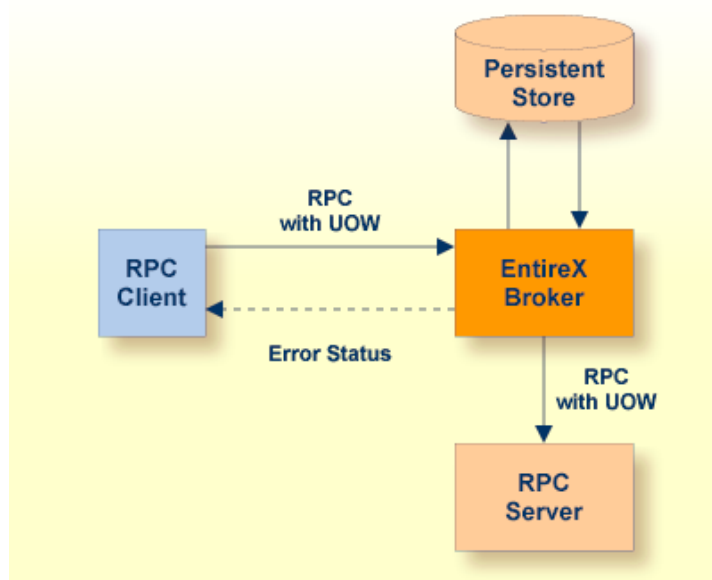 Persistent
Store
RPC
with UOW
RPC
Client
EntireX
Broker
Error Status
RPC
with UOW
RPC
Server